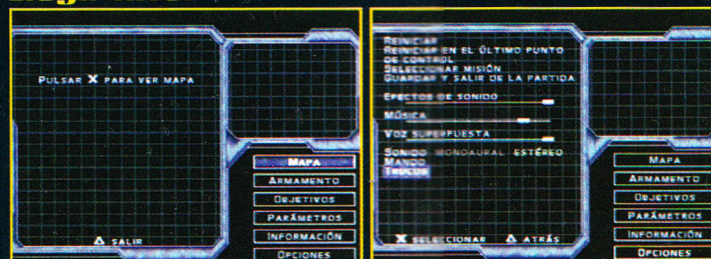 PULSAR X PARA VER MAPA
MAPA
ARMAMENTO
OBJETIVOS
PARÁMETROS
INFORMACIÓN
OPCIONES
△ SALIR
REINICIAR
REINICIAR EN EL ÚLTIMO PUNTO
DE CONTROL
SELECCIONAR MISIÓN
GUARDAR Y SALIR DE LA PARTIDA
EFECTOS DE SONIDO
MÚSICA
VOZ SUPERPUESTA
SONIDO MONOAURAL ESTÉREO
MANDO
TRUCOS
MAPA
ARMAMENTO
OBJETIVOS
PARÁMETROS
INFORMACIÓN
OPCIONES
X SELECCIONAR △ ATRÁS